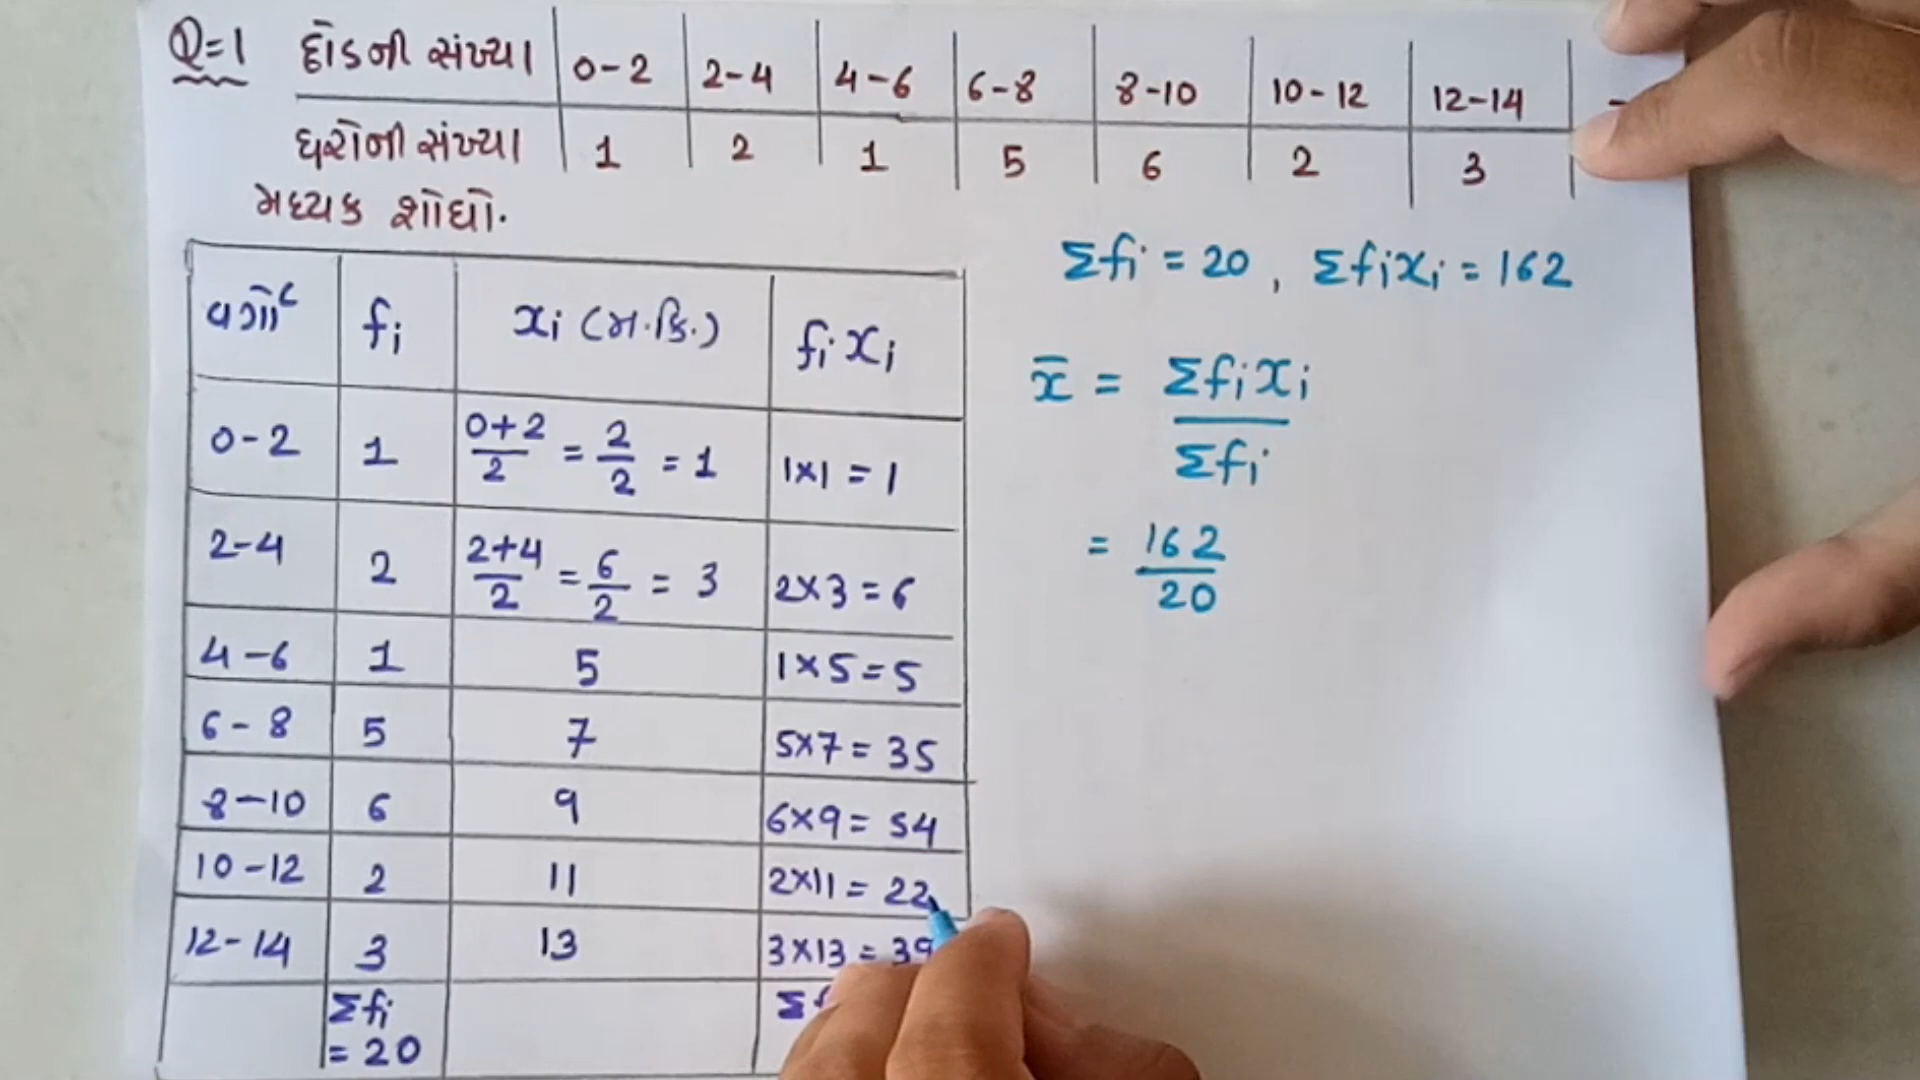 Q=1 છોડની સંખ્યા 0-2 2-4 4-6 6-8 8-10 10-12 12-14
ઘરોની સંખ્યા 1 2 1 5 6 2 3
મધ્યક શોધો.
Σfi = 20, Σfixi = 162
વર્ગો fi xi (મ.કિ.) fixi
x̄ = Σfixi / Σfi
0-2 1 0+2/2 = 2/2 = 1 1×1 = 1
= 162/20
2-4 2 2+4/2 = 6/2 = 3 2×3 = 6
4-6 1 5 1×5=5
6-8 5 7 5×7=35
8-10 6 9 6×9= 54
10-12 2 11 2×11= 22
12-14 3 13 3×13 = 39
Σfi Σf
= 20